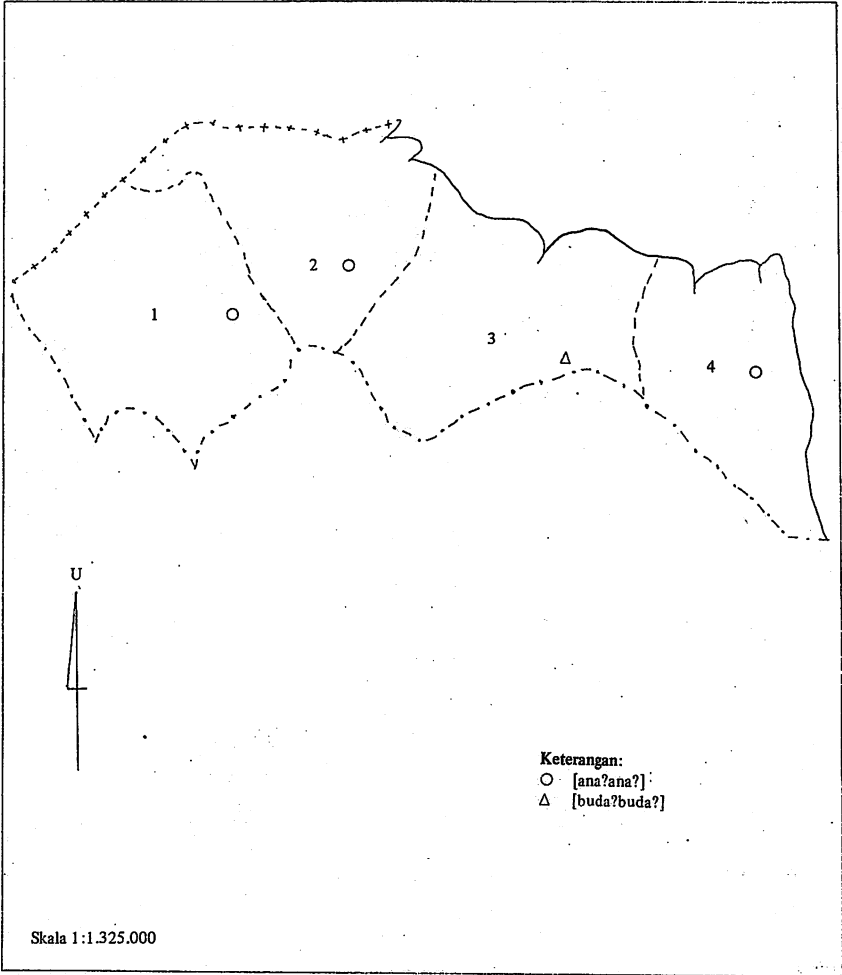 2
1
3
4
U
Keterangan:
○ [ana?ana?]
△ [buda?buda?]
Skala 1:1.325.000